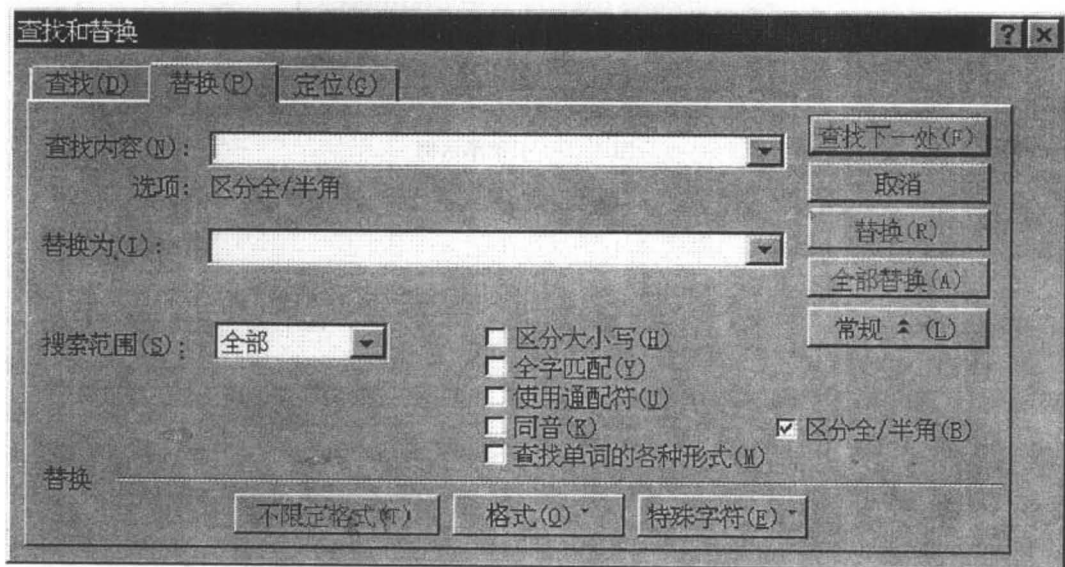 查找和替换
查找(D) 替换(P) 定位(G)
查找内容(N): 查找下一处(F)
选项: 区分全/半角 取消
替换为(I): 替换(R)
全部替换(A)
搜索范围(S): 全部 常规 (L)
区分大小写(H)
全字匹配(Y)
使用通配符(U)
同音(K) 区分全/半角(B)
查找单词的各种形式(M)
替换
不限定格式(T) 格式(O) 特殊字符(E)